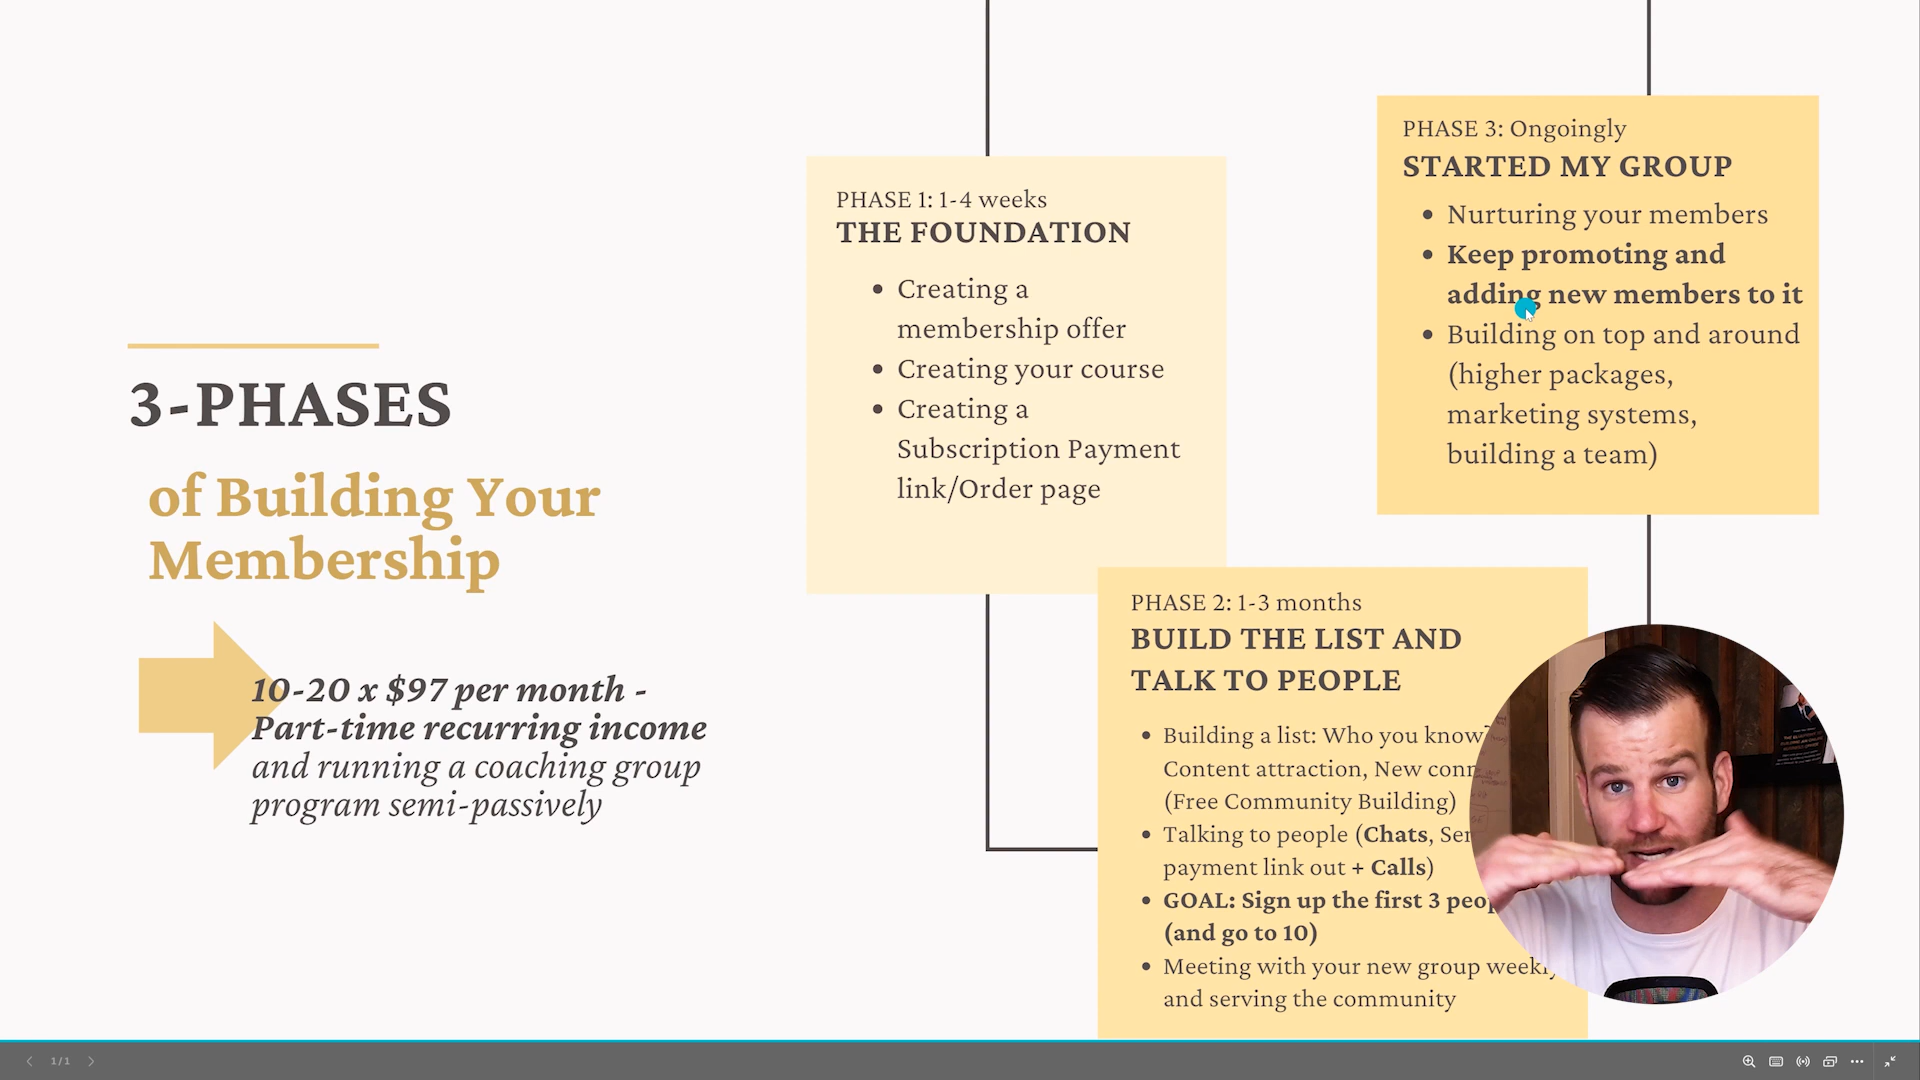 3-PHASES
of Building Your
Membership
10-20 x $97 per month -
Part-time recurring income
and running a coaching group
program semi-passively
PHASE 1: 1-4 weeks
THE FOUNDATION
• Creating a
membership offer
• Creating your course
• Creating a
Subscription Payment
link/Order page
PHASE 2: 1-3 months
BUILD THE LIST AND
TALK TO PEOPLE
• Building a list: Who you know?
Content attraction, New
(Free Community Building)
• Talking to people (Chats,
payment link out + Calls)
• GOAL: Sign up the first 3
(and go to 10)
• Meeting with your new group weekly
and serving the community
PHASE 3: Ongoingly
STARTED MY GROUP
• Nurturing your members
• Keep promoting and
adding new members to it
• Building on top and around
(higher packages,
marketing systems,
building a team)
1/1